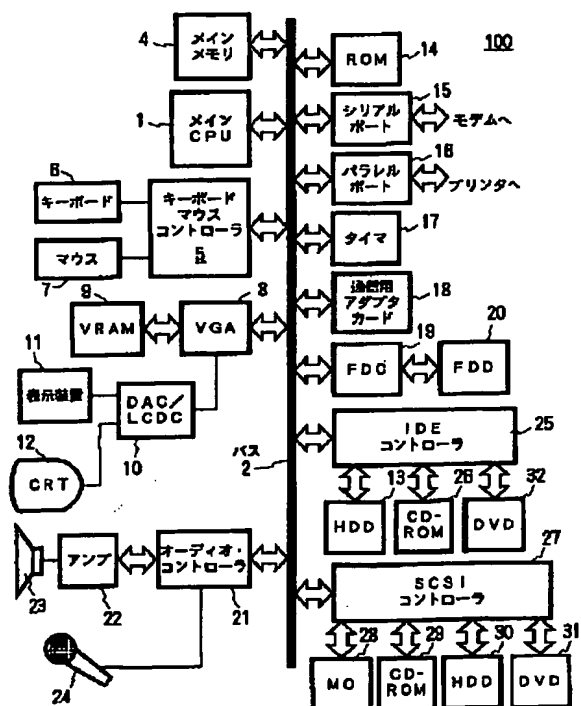 100
4
メイン
メモリ
1
メイン
CPU
6
キーボード
マウス
7
キーボード
マウス
コントローラ
5
9
VRAM
8
VGA
11
表示装置
DAC/
LCDC
10
12
CRT
バス
2
アンプ
23
22
オーディオ・
コントローラ
21
24
ROM
14
15
シリアル
ポート
モデムへ
16
パラレル
ポート
プリンタへ
17
タイマ
通信用
アダプタ
カード
18
19
FDC
20
FDD
IDE
コントローラ
25
13
HDD
26
CD-
ROM
32
DVD
27
SCSI
コントローラ
28
MO
29
CD-
ROM
30
HDD
31
DVD